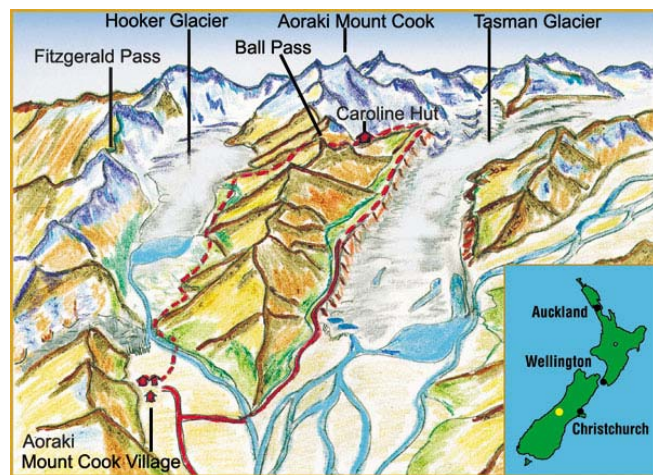 Hooker Glacier
Aoraki Mount Cook
Tasman Glacier
Fitzgerald Pass
Ball Pass
Caroline Hut
Auckland
Wellington
Christchurch
Aoraki
Mount Cook Village